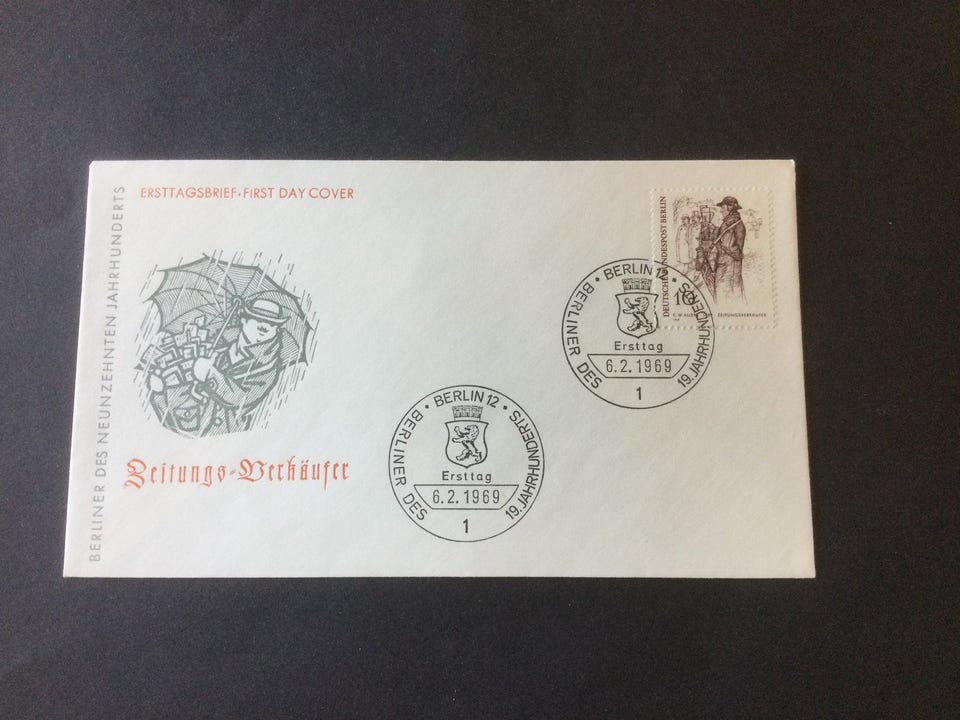 ERSTTAGSBRIEF·FIRST DAY COVER
BERLINER DES NEUNZEHNTEN JAHRHUNDERTS
Zeitungs-Verkäufer
DEUTSCHE BUNDESPOST BERLIN
10
ZEITUNGSVERKÄUFER
· BERLIN 12 ·
BERLINER DES 19. JAHRHUNDERTS
Ersttag
6.2.1969
1
· BERLIN 12 ·
BERLINER DES 19. JAHRHUNDERTS
Ersttag
6.2.1969
1